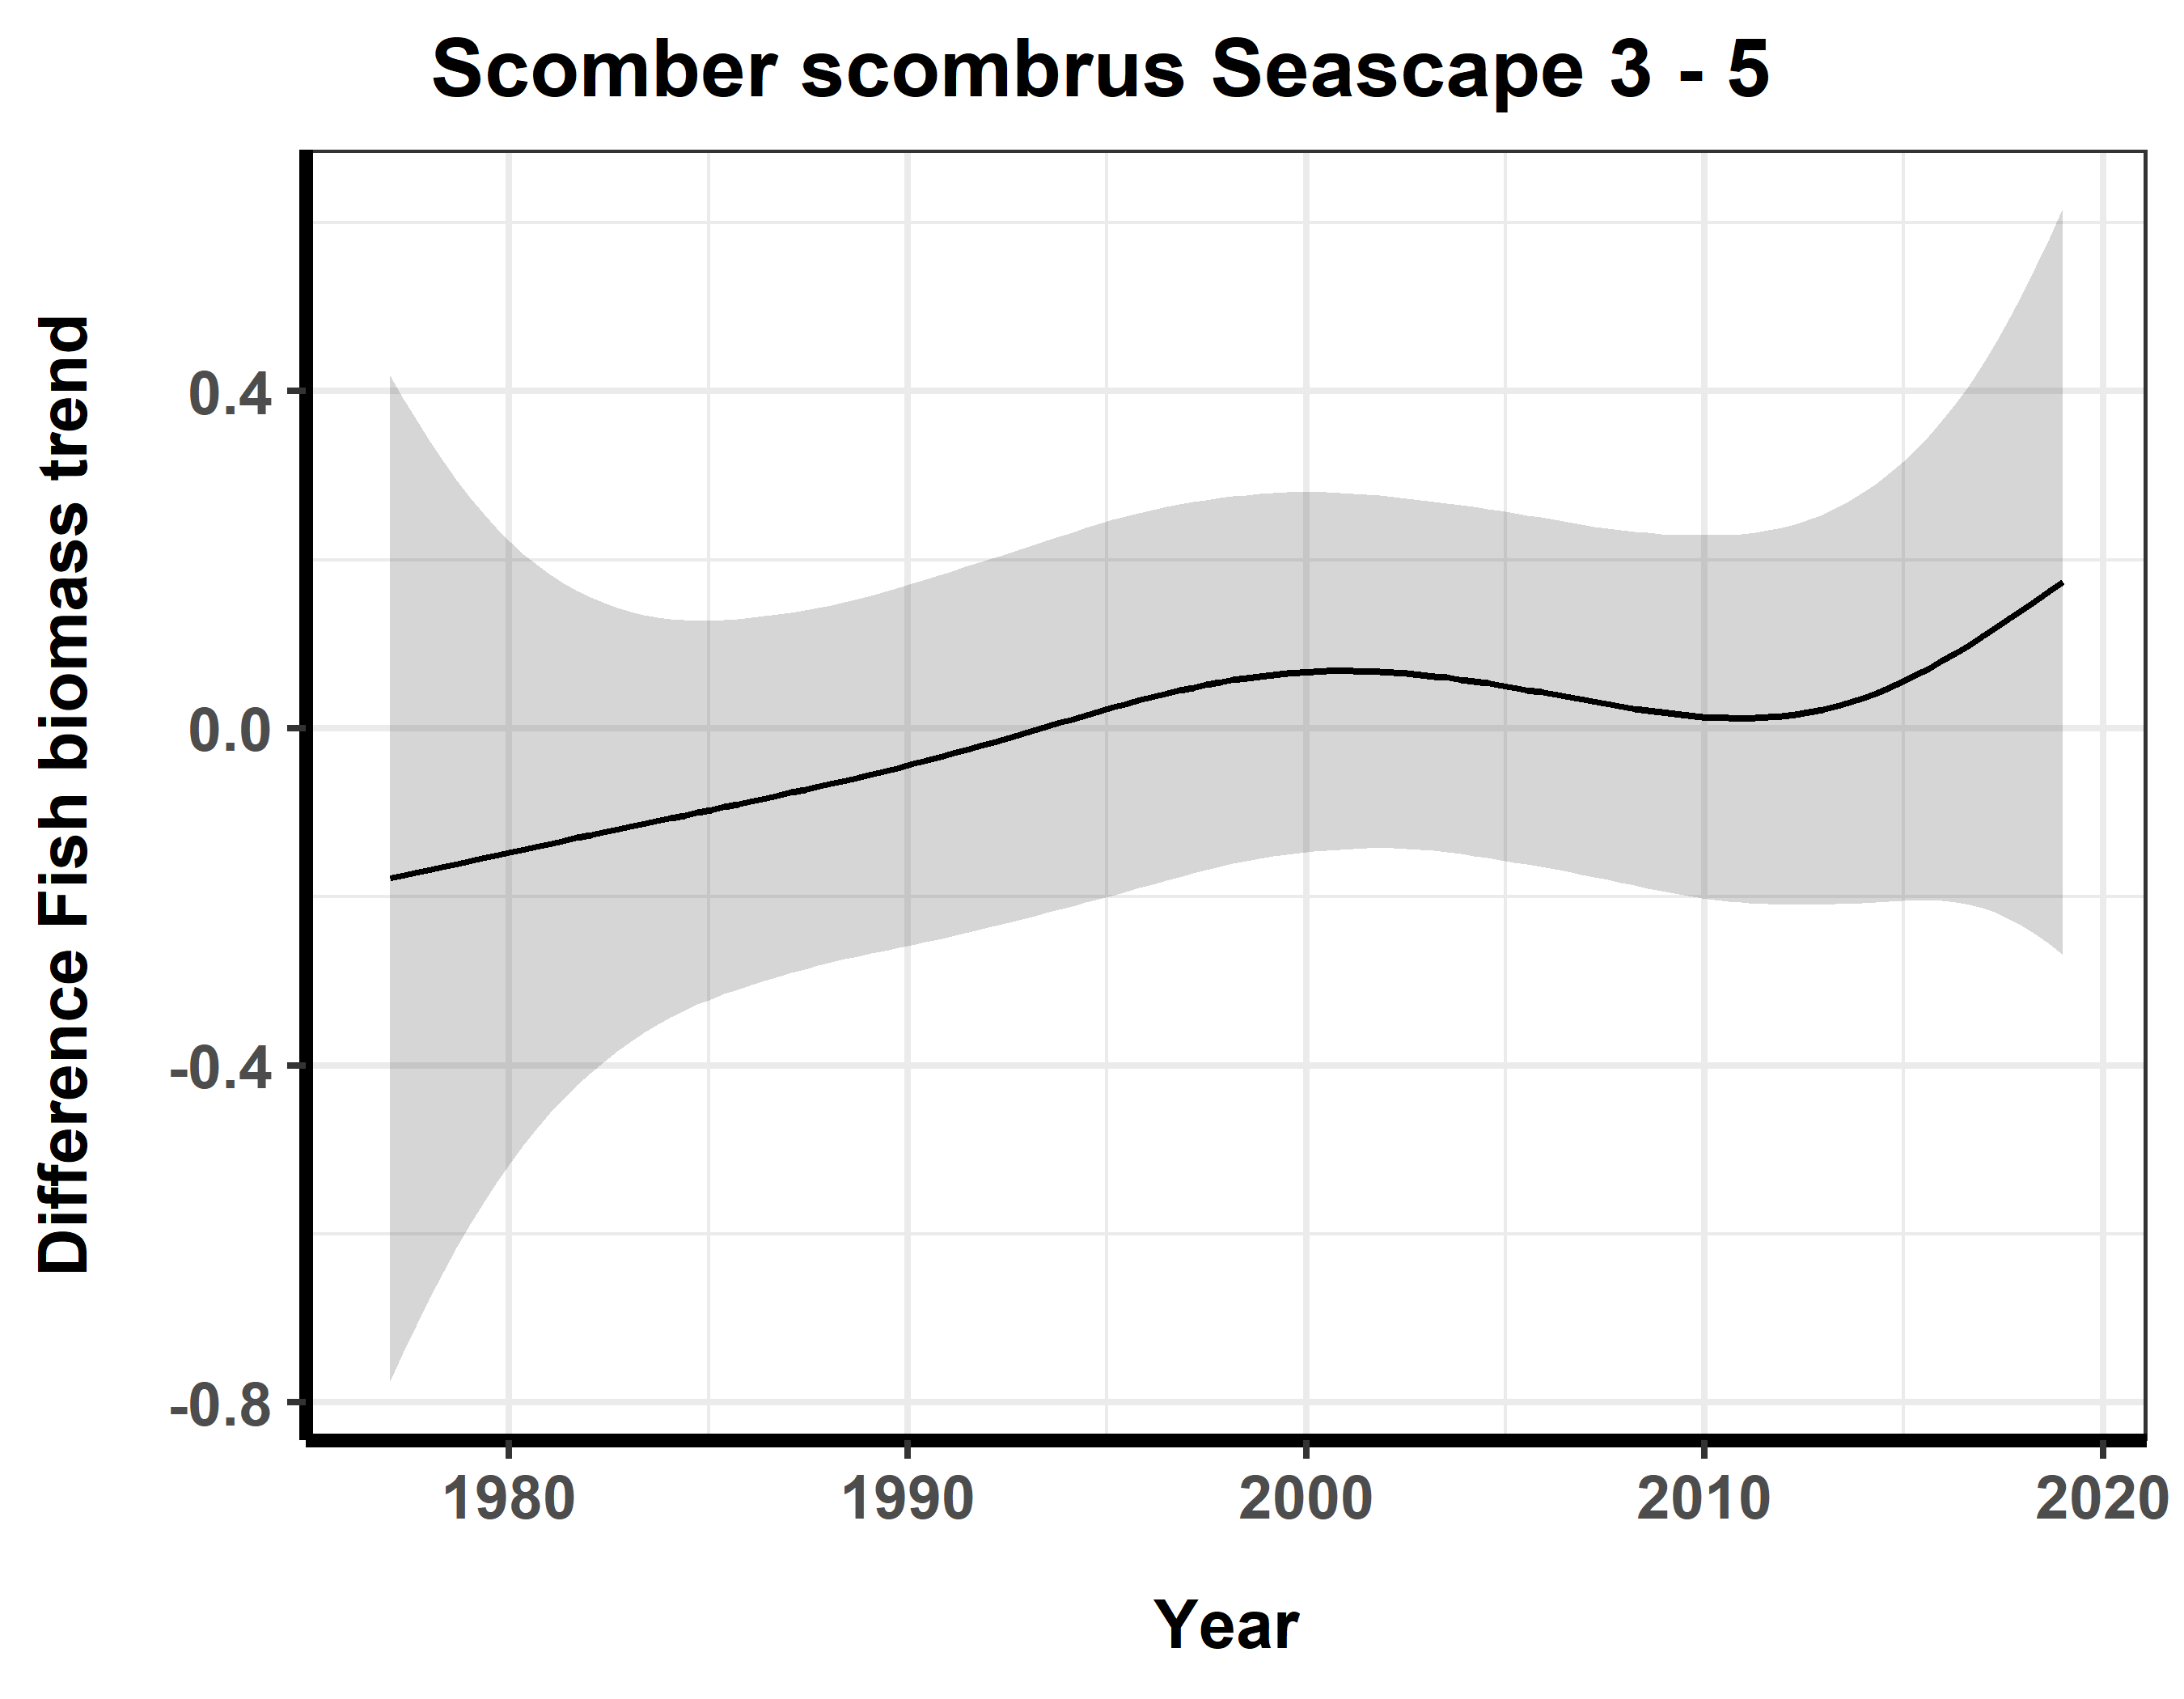 Scomber scombrus Seascape 3 - 5
Difference Fish biomass trend
0.4
0.0
-0.4
-0.8
1980 1990 2000 2010 2020
Year